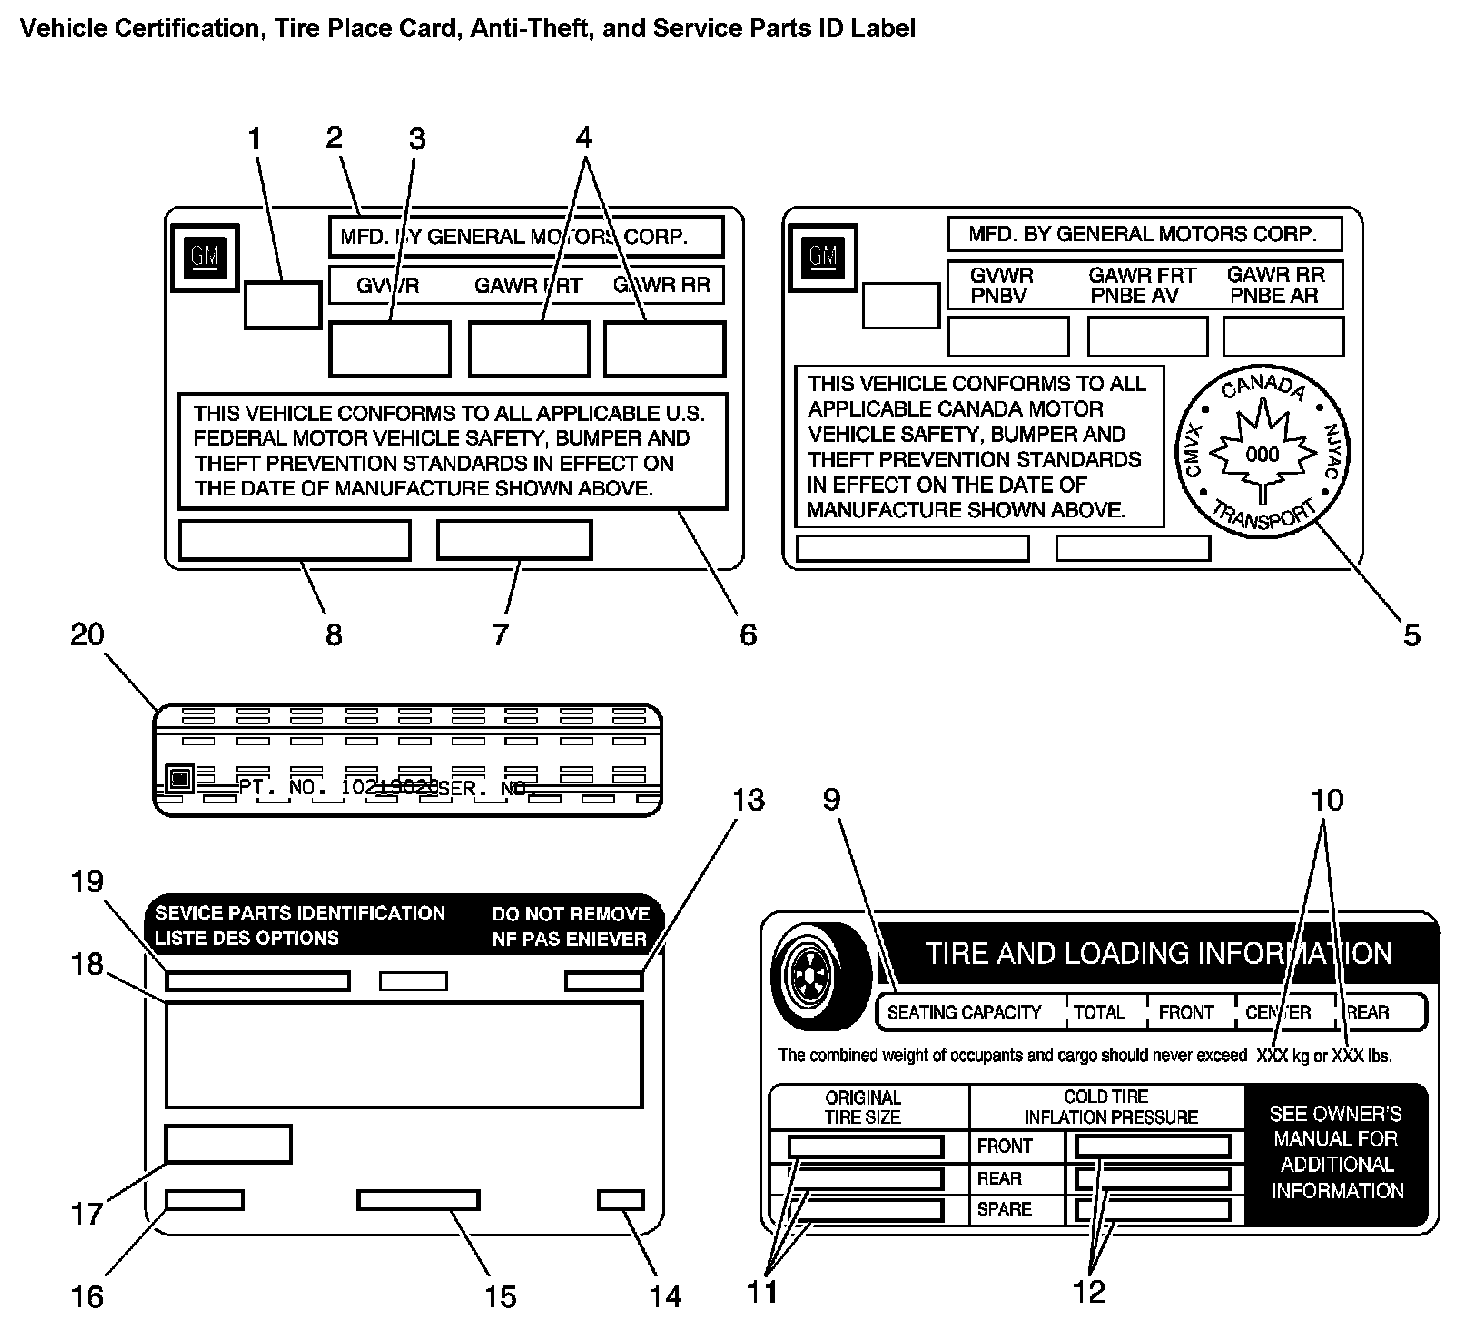 Vehicle Certification, Tire Place Card, Anti-Theft, and Service Parts ID Label
1
2
3
4
GM
MFD. BY GENERAL MOTORS CORP.
GVWR GAWR FRT GAWR RR
THIS VEHICLE CONFORMS TO ALL APPLICABLE U.S.
FEDERAL MOTOR VEHICLE SAFETY, BUMPER AND
THEFT PREVENTION STANDARDS IN EFFECT ON
THE DATE OF MANUFACTURE SHOWN ABOVE.
GM
MFD. BY GENERAL MOTORS CORP.
GVWR GAWR FRT GAWR RR
PNBV PNBE AV PNBE AR
THIS VEHICLE CONFORMS TO ALL
APPLICABLE CANADA MOTOR
VEHICLE SAFETY, BUMPER AND
THEFT PREVENTION STANDARDS
IN EFFECT ON THE DATE OF
MANUFACTURE SHOWN ABOVE.
CANADA
CMVX
000
NJYAC
TRANSPORT
8
7
6
5
20
PT. NO. 10219020 SER. NO.
19
18
13
SEVICE PARTS IDENTIFICATION DO NOT REMOVE
LISTE DES OPTIONS NF PAS ENIEVER
17
16
15
14
9
10
TIRE AND LOADING INFORMATION
SEATING CAPACITY TOTAL FRONT CENTER REAR
The combined weight of occupants and cargo should never exceed XXX kg or XXX lbs.
ORIGINAL
TIRE SIZE
COLD TIRE
INFLATION PRESSURE
FRONT
REAR
SPARE
SEE OWNER'S
MANUAL FOR
ADDITIONAL
INFORMATION
11
12